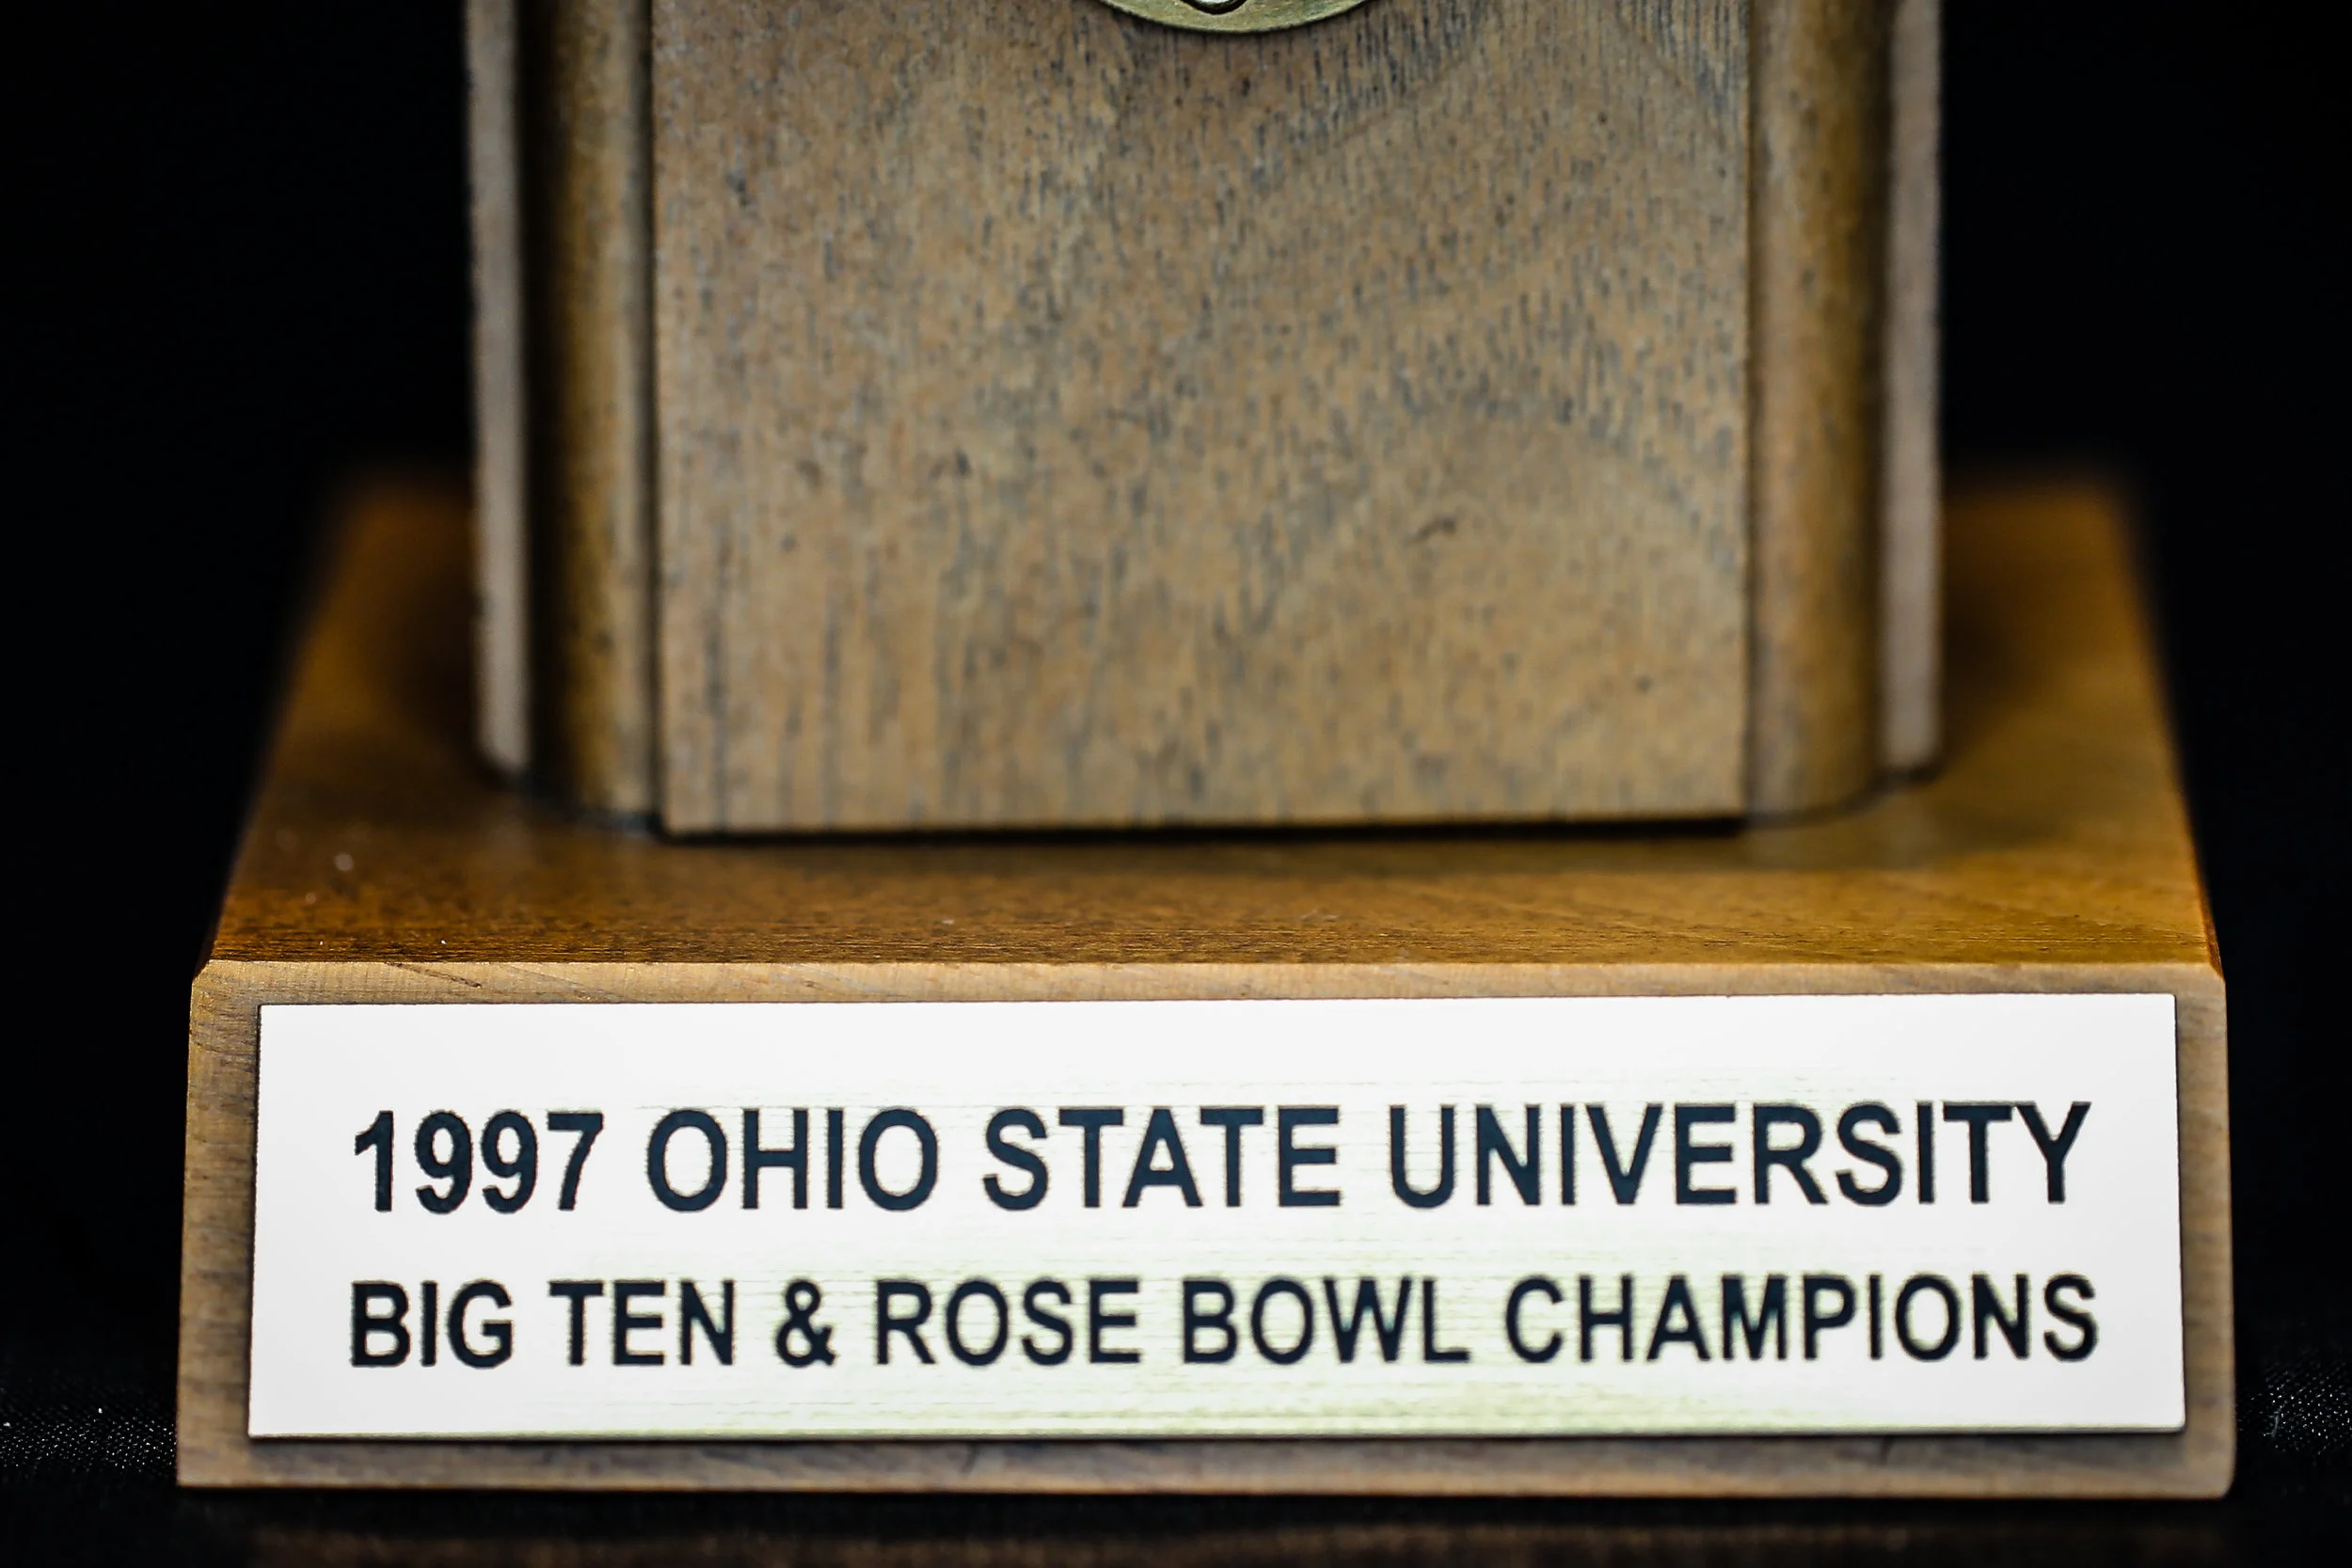 1997 OHIO STATE UNIVERSITY
BIG TEN & ROSE BOWL CHAMPIONS